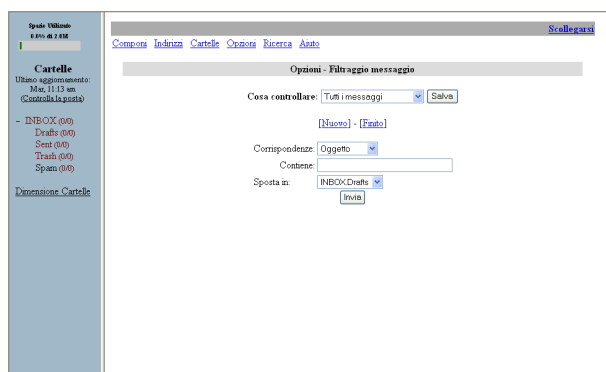 Spazio Utilizzato
0.0% di 2.0M
Scollegarsi
Componi Indirizzi Cartelle Opzioni Ricerca Aiuto
Cartelle
Ultimo aggiornamento:
Mar, 11:13 am
(Controlla la posta)
- INBOX (0/0)
Drafts (0/0)
Sent (0/0)
Trash (0/0)
Spam (0/0)
Dimensione Cartelle
Opzioni - Filtraggio messaggio
Cosa controllare: Tutti i messaggi Salva
[Nuovo] - [Finito]
Corrispondenze: Oggetto
Contiene:
Sposta in: INBOX.Drafts
Invia